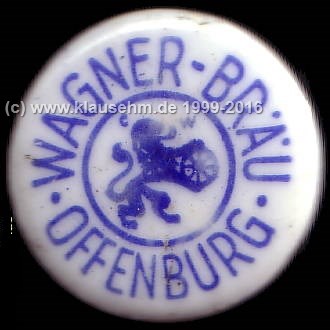 WAGNER-BRÄU
(c) www.klausehm.de 1999-2016
· OFFENBURG ·